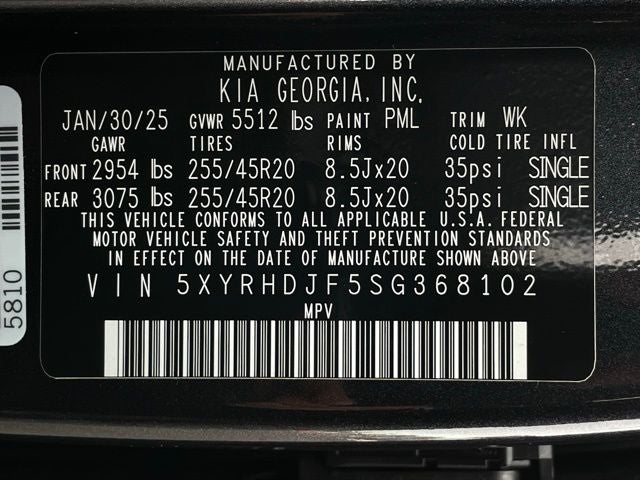 MANUFACTURED BY
KIA GEORGIA, INC.
JAN/30/25 GVWR 5512 lbs PAINT PML TRIM WK
GAWR TIRES RIMS COLD TIRE INFL
FRONT 2954 lbs 255/45R20 8.5Jx20 35psi SINGLE
REAR 3075 lbs 255/45R20 8.5Jx20 35psi SINGLE
THIS VEHICLE CONFORMS TO ALL APPLICABLE U.S.A. FEDERAL
MOTOR VEHICLE SAFETY AND THEFT PREVENTION STANDARDS
IN EFFECT ON THE DATE OF MANUFACTURE SHOWN ABOVE
VIN 5XYRHDJF5SG368102
MPV
5810